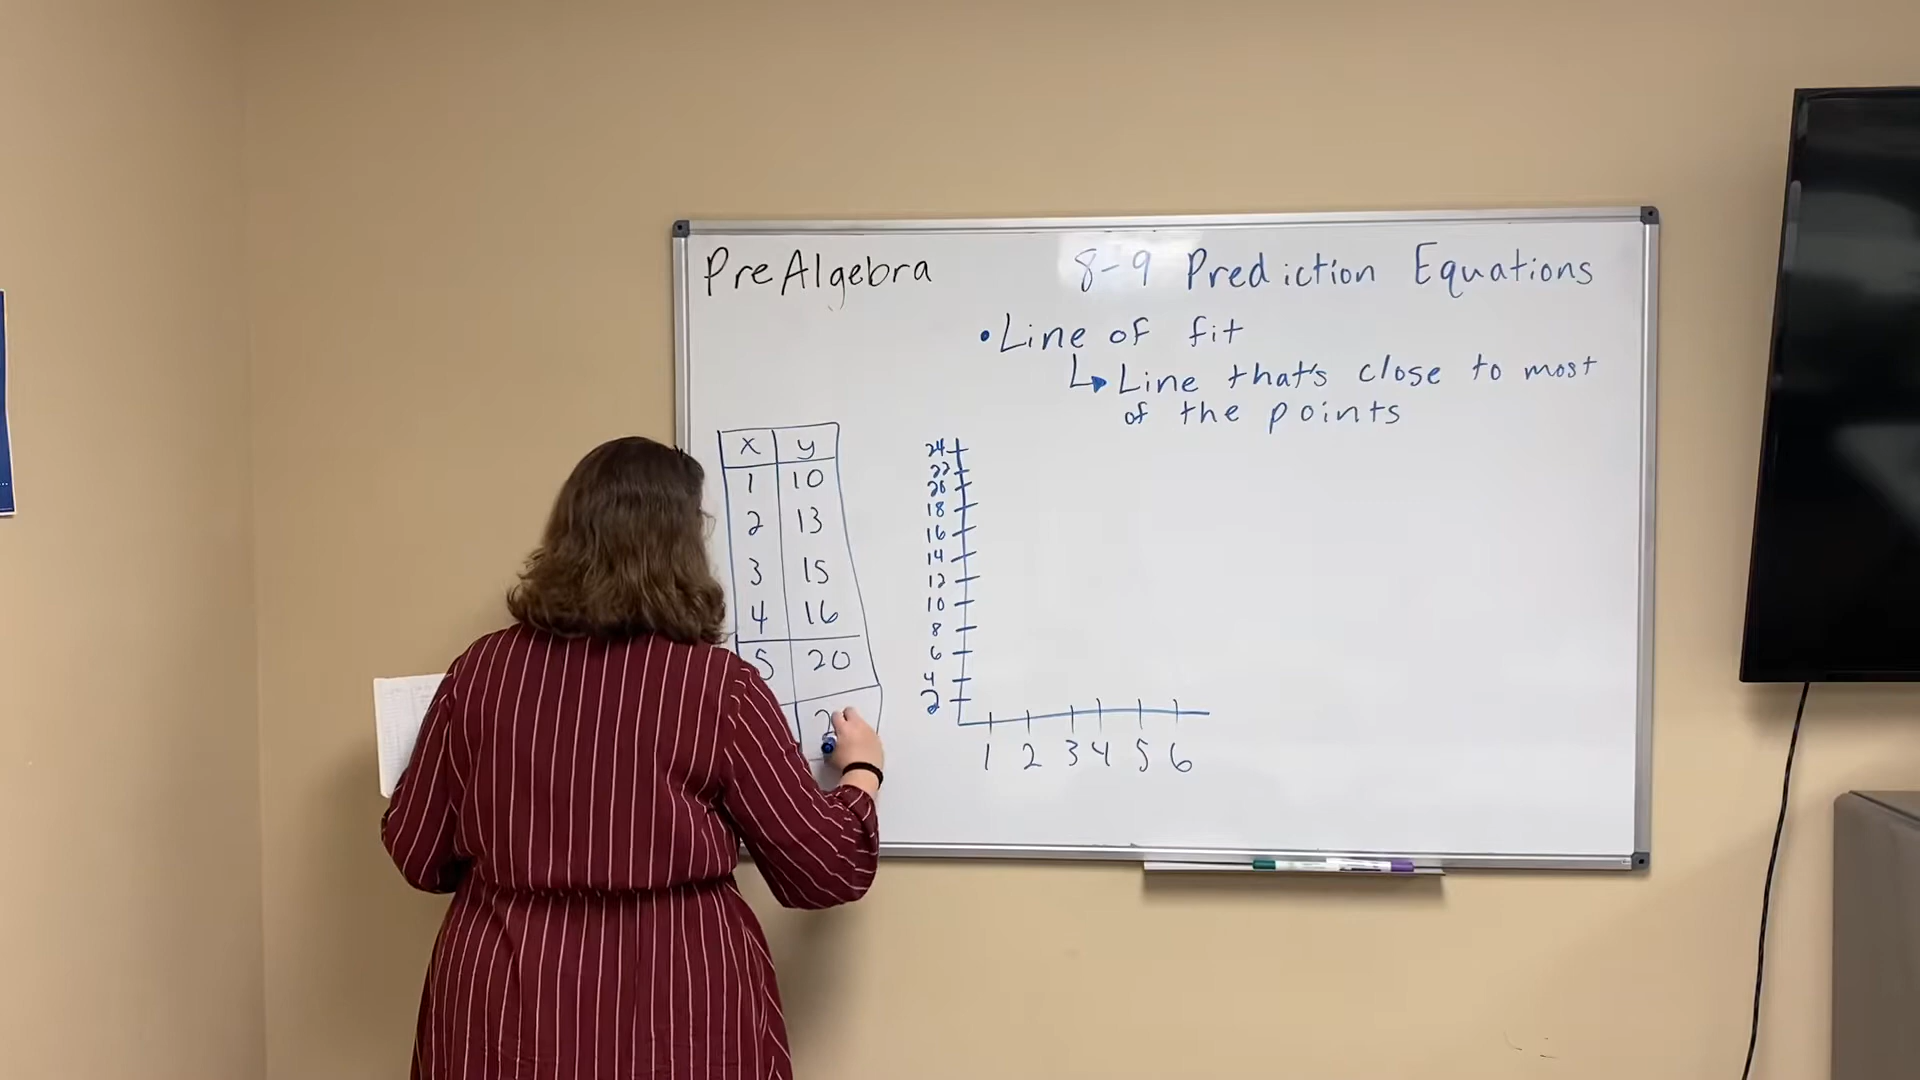 PreAlgebra
8-9 Prediction Equations
• Line of fit
↳ Line that's close to most
of the points
x y
1 10
2 13
3 15
4 16
5 20
2
24
22
20
18
16
14
12
10
8
6
4
2
1 2 3 4 5 6